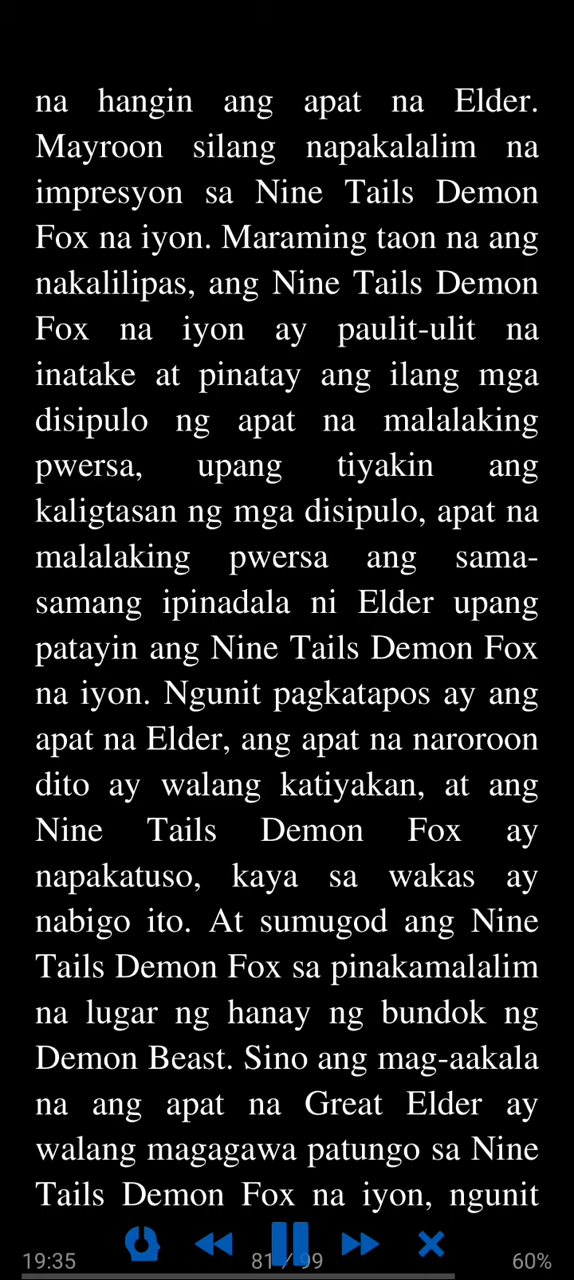 na hangin ang apat na Elder.
Mayroon silang napakalalim na
impresyon sa Nine Tails Demon
Fox na iyon. Maraming taon na ang
nakalilipas, ang Nine Tails Demon
Fox na iyon ay paulit-ulit na
inatake at pinatay ang ilang mga
disipulo ng apat na malalaking
pwersa, upang tiyakin ang
kaligtasan ng mga disipulo, apat na
malalaking pwersa ang sama-
samang ipinadala ni Elder upang
patayin ang Nine Tails Demon Fox
na iyon. Ngunit pagkatapos ay ang
apat na Elder, ang apat na naroroon
dito ay walang katiyakan, at ang
Nine Tails Demon Fox ay
napakatuso, kaya sa wakas ay
nabigo ito. At sumugod ang Nine
Tails Demon Fox sa pinakamalalim
na lugar ng hanay ng bundok ng
Demon Beast. Sino ang mag-aakala
na ang apat na Great Elder ay
walang magagawa patungo sa Nine
Tails Demon Fox na iyon, ngunit
19:35 81 / 99 60%